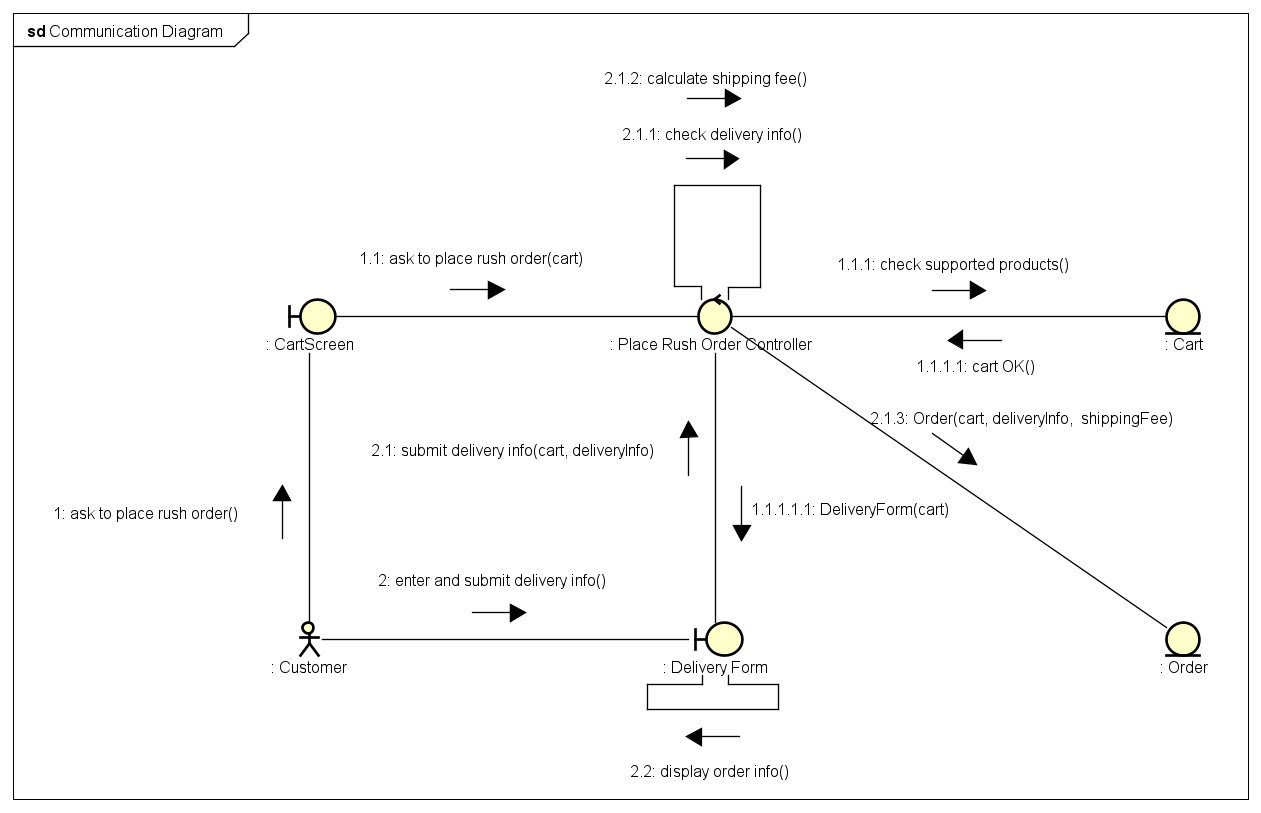 sd Communication Diagram
2.1.2: calculate shipping fee()
2.1.1: check delivery info()
1.1: ask to place rush order(cart)
1.1.1: check supported products()
: CartScreen
: Place Rush Order Controller
: Cart
1.1.1.1: cart OK()
2.1.3: Order(cart, deliveryInfo, shippingFee)
2.1: submit delivery info(cart, deliveryInfo)
1: ask to place rush order()
1.1.1.1.1: DeliveryForm(cart)
2: enter and submit delivery info()
: Customer
: Delivery Form
: Order
2.2: display order info()